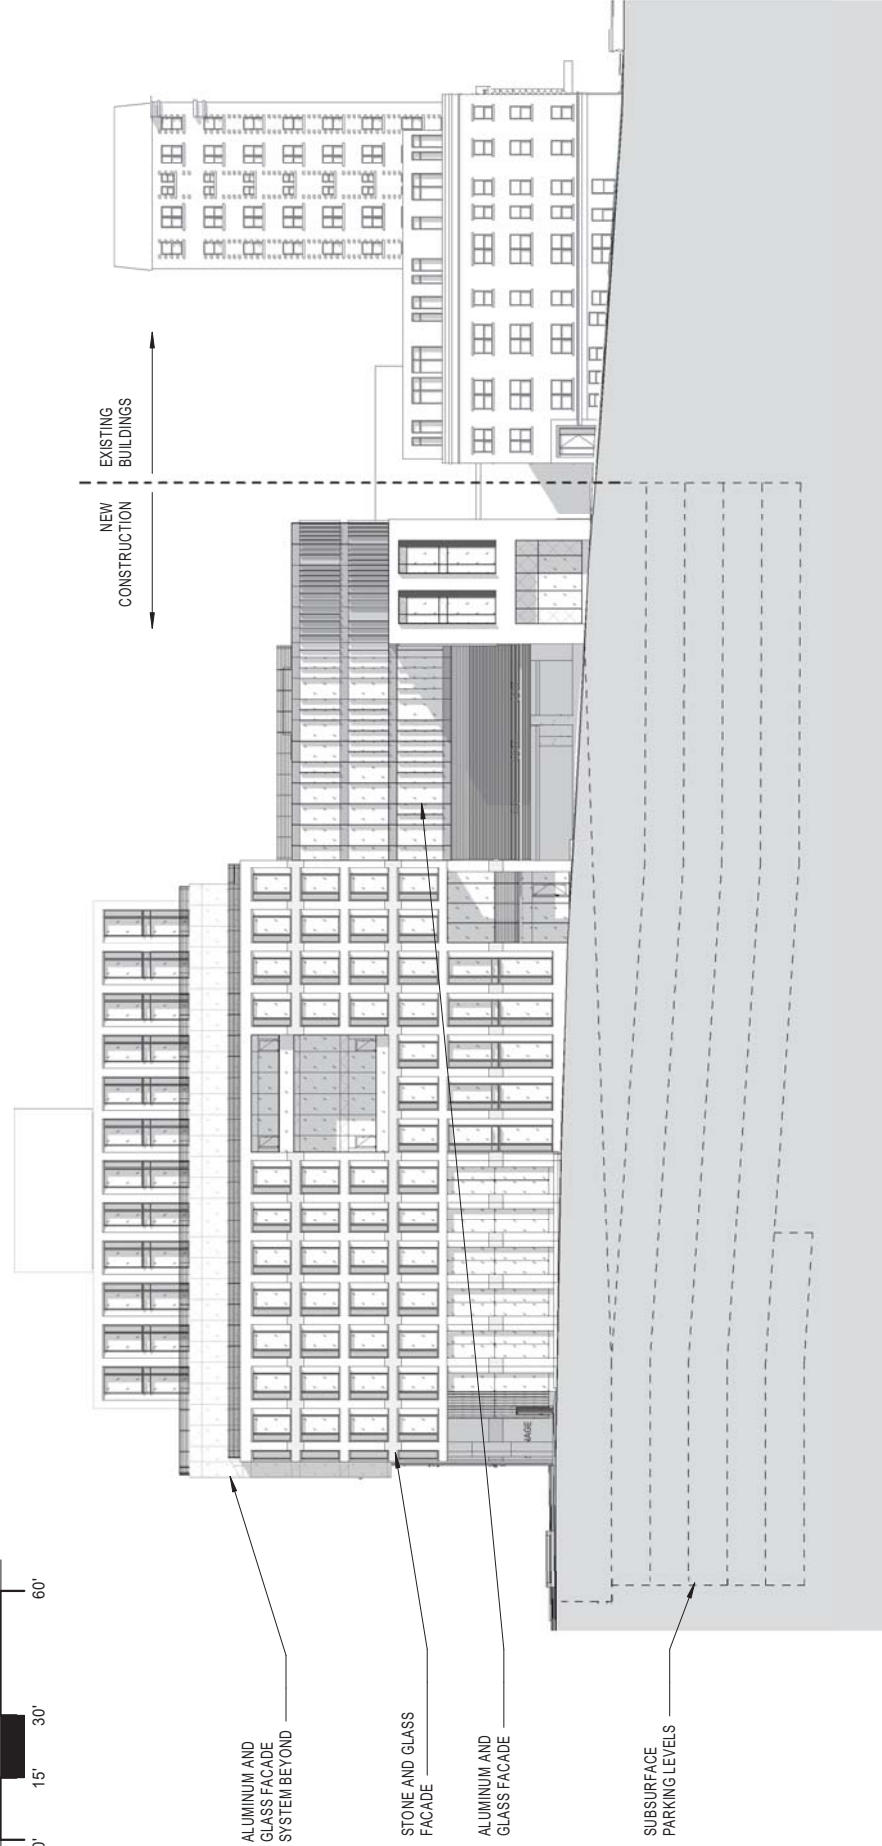 ALUMINUM AND
GLASS FACADE
SYSTEM BEYOND
STONE AND GLASS
FACADE
ALUMINUM AND
GLASS FACADE
SUBSURFACE
PARKING LEVELS
NEW
CONSTRUCTION
EXISTING
BUILDINGS
15'
30'
60'